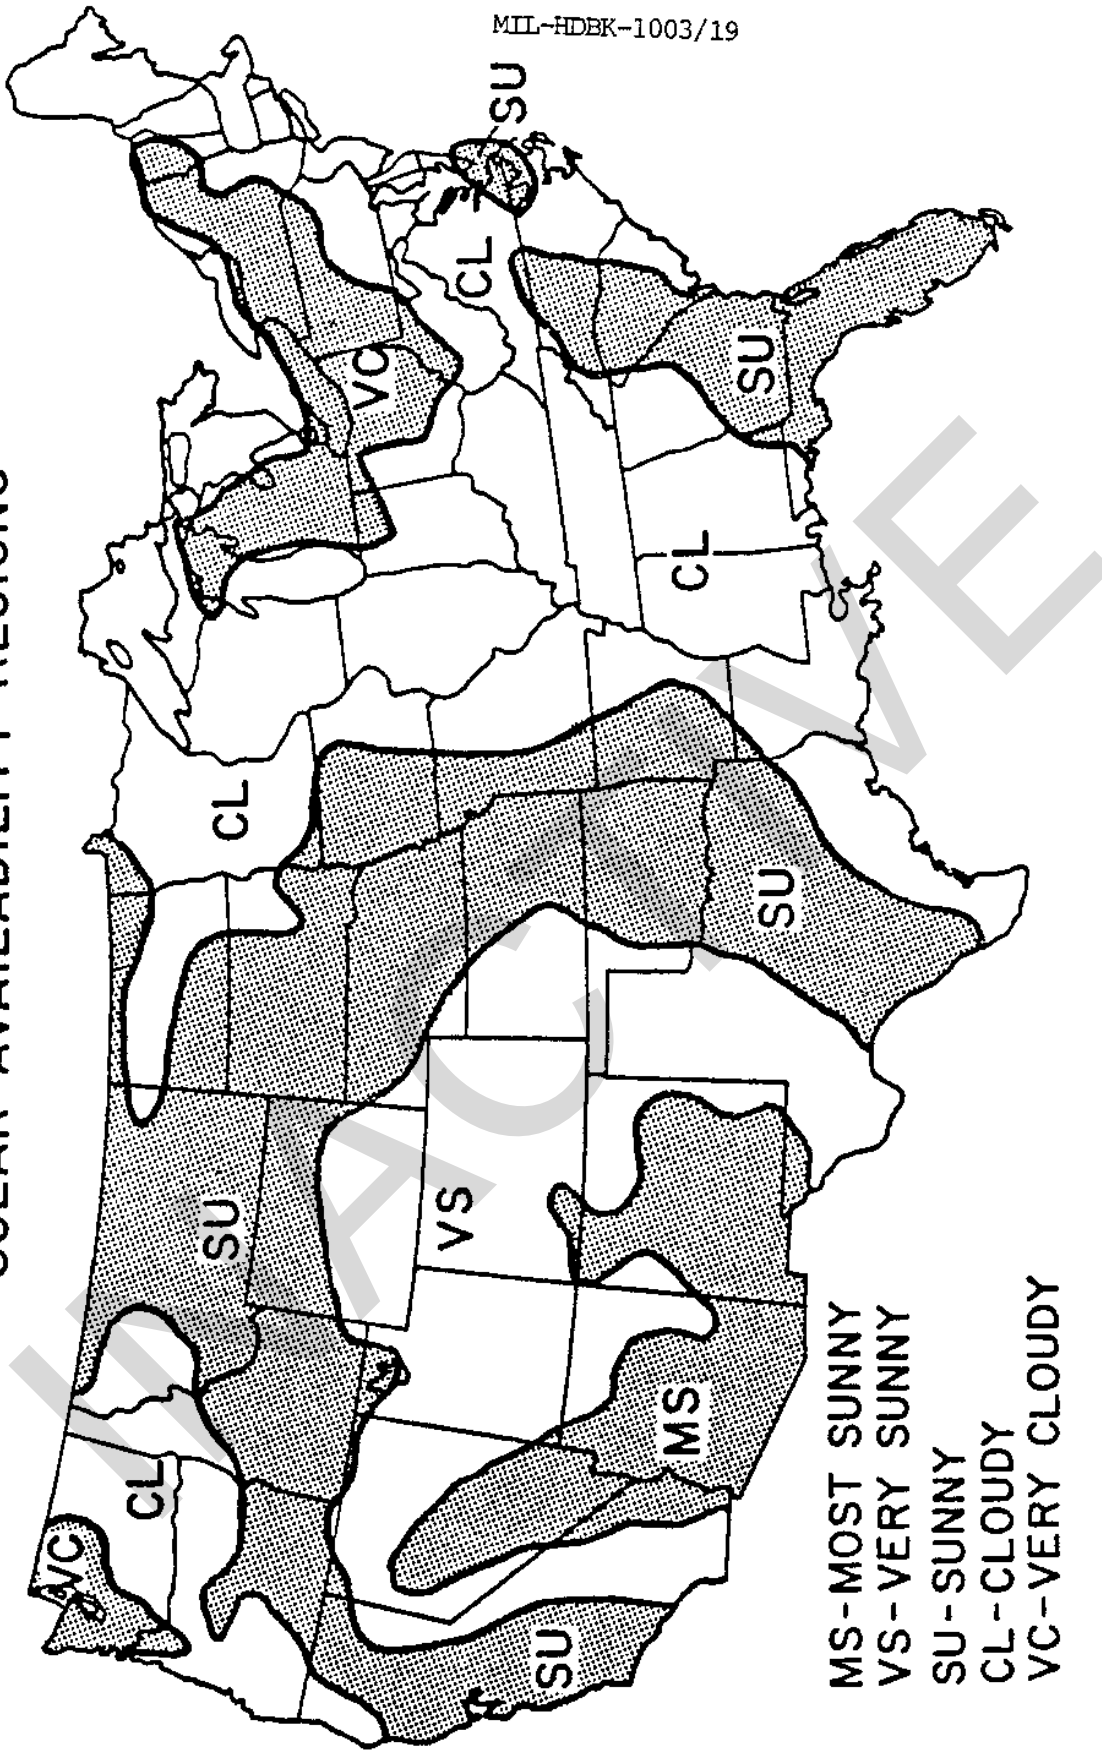 MIL-HDBK-1003/19
SOLAR AVAILABILITY REGIONS
VC
CL
SU
CL
VC
CL
SU
VS
SU
MS
SU
CL
SU
MS-MOST SUNNY
VS-VERY SUNNY
SU-SUNNY
CL-CLOUDY
VC-VERY CLOUDY
INACTIVE